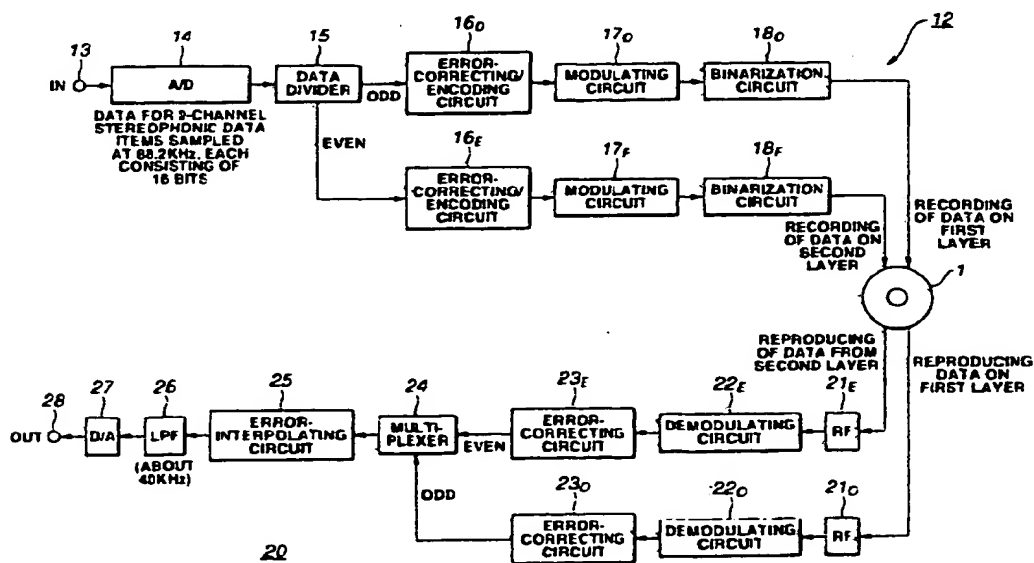 12
13
14
15
16O
17O
18O
IN
A/D
DATA
DIVIDER
ODD
ERROR-
CORRECTING/
ENCODING
CIRCUIT
MODULATING
CIRCUIT
BINARIZATION
CIRCUIT
DATA FOR 2-CHANNEL
STEREOPHONIC DATA
ITEMS SAMPLED
AT 88.2KHz, EACH
CONSISTING OF
16 BITS
EVEN
16E
17F
18F
ERROR-
CORRECTING/
ENCODING
CIRCUIT
MODULATING
CIRCUIT
BINARIZATION
CIRCUIT
RECORDING
OF DATA ON
SECOND
LAYER
RECORDING
OF DATA ON
FIRST
LAYER
1
REPRODUCING
OF DATA FROM
SECOND LAYER
REPRODUCING
DATA ON
FIRST LAYER
28
27
26
25
24
23E
22E
21E
OUT
D/A
LPF
(ABOUT
40KHz)
ERROR-
INTERPOLATING
CIRCUIT
MULTI-
PLEXER
EVEN
ERROR-
CORRECTING
CIRCUIT
DEMODULATING
CIRCUIT
RF
ODD
23O
22O
21O
ERROR-
CORRECTING
CIRCUIT
DEMODULATING
CIRCUIT
RF
20